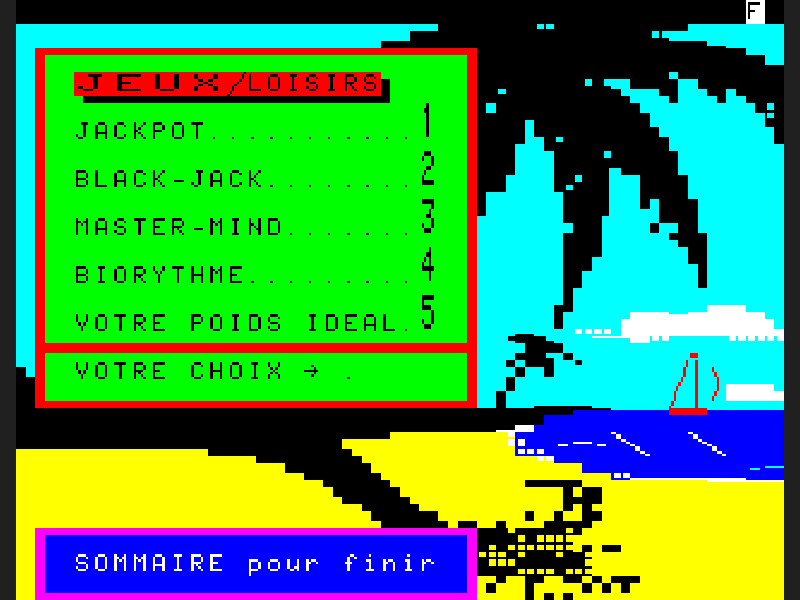 F
JEUX/LOISIRS
JACKPOT...........1
BLACK-JACK........2
MASTER-MIND.......3
BIORYTHME.........4
VOTRE POIDS IDEAL.5
VOTRE CHOIX → .
SOMMAIRE pour finir